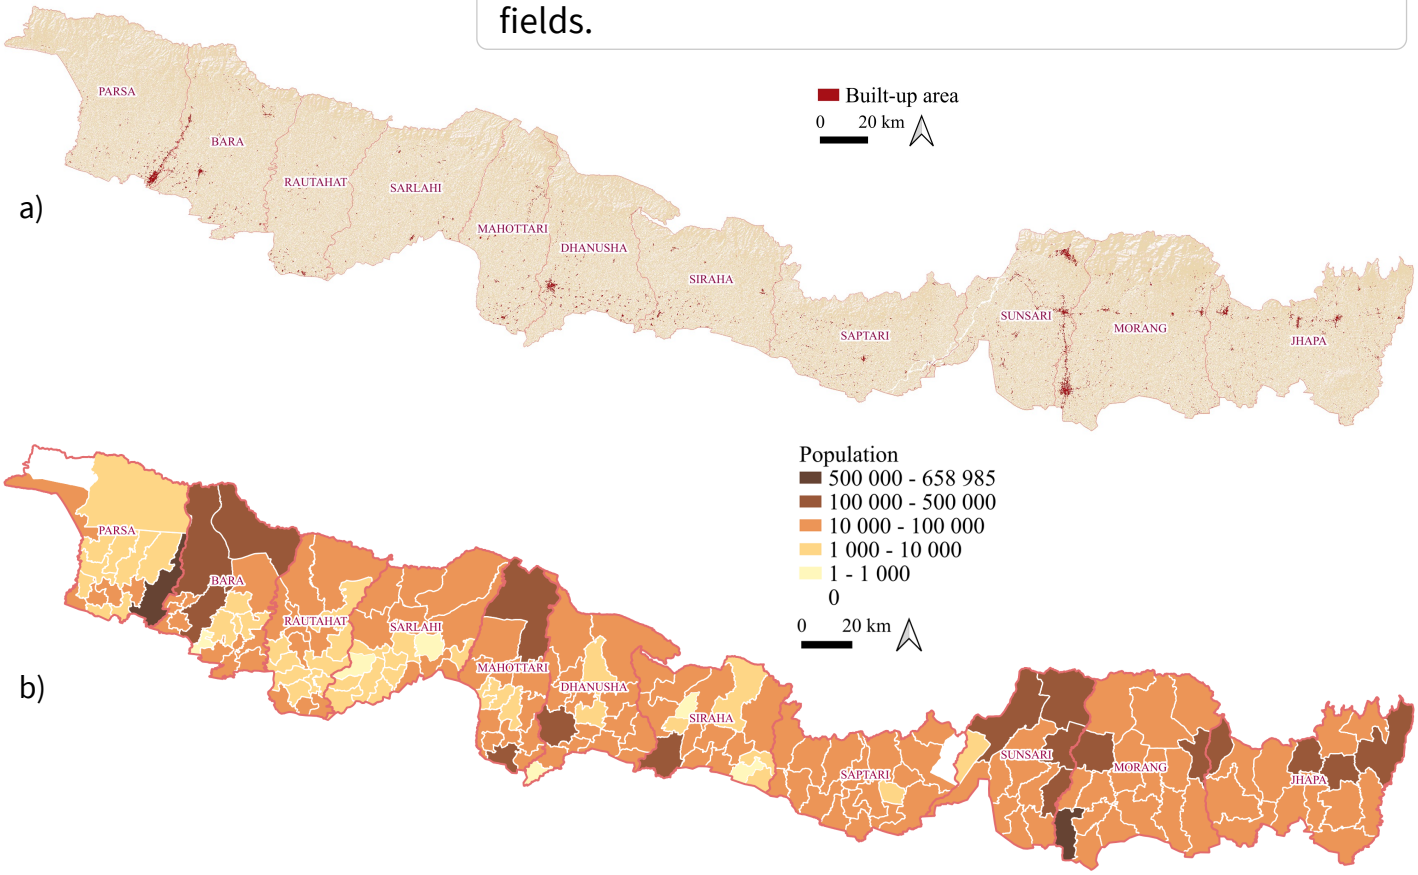 fields.
Built-up area
0 20 km
a)
PARSA
BARA
RAUTAHAT
SARLAHI
MAHOTTARI
DHANUSHA
SIRAHA
SAPTARI
SUNSARI
MORANG
JHAPA
Population
500 000 - 658 985
100 000 - 500 000
10 000 - 100 000
1 000 - 10 000
1 - 1 000
0
0 20 km
b)
PARSA
BARA
RAUTAHAT
SARLAHI
MAHOTTARI
DHANUSHA
SIRAHA
SAPTARI
SUNSARI
MORANG
JHAPA